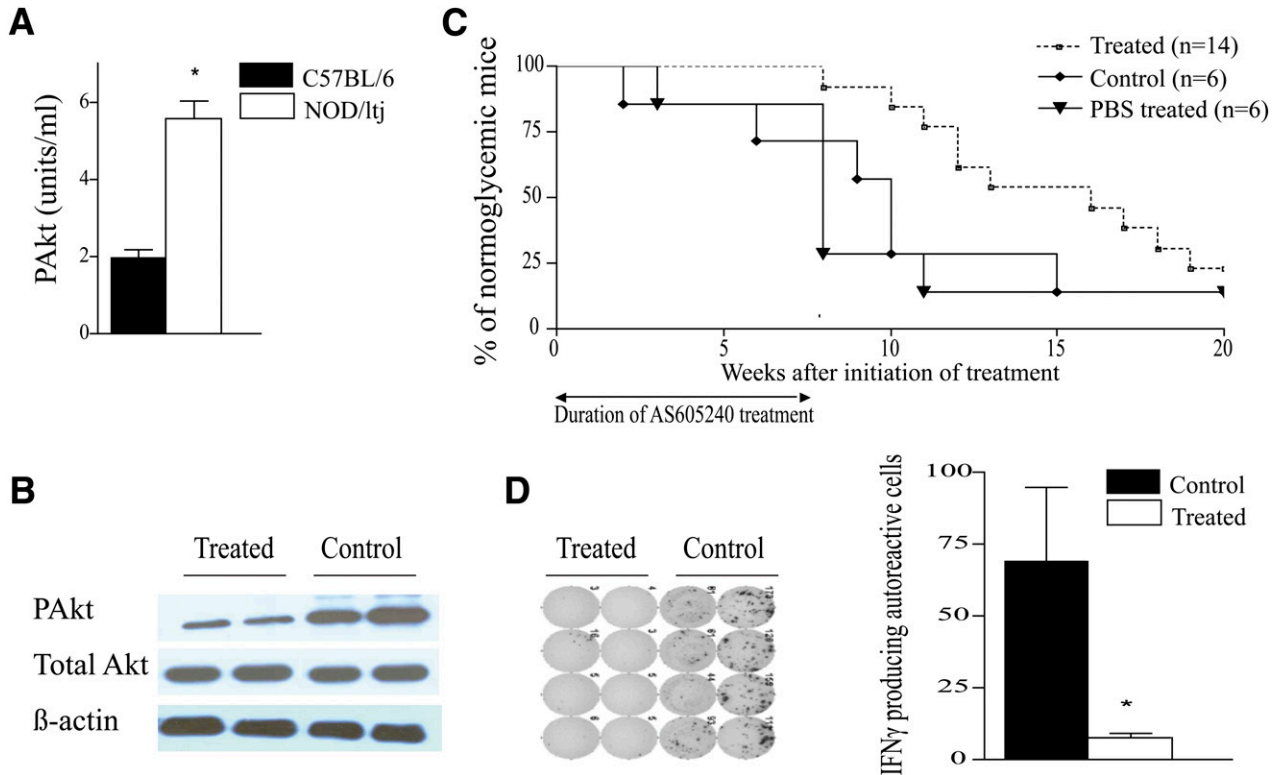 A
PAkt (units/ml)
6
4
2
0
*
C57BL/6
NOD/ltj
C
% of normoglycemic mice
100
75
50
25
0
0 5 10 15 20
Weeks after initiation of treatment
Duration of AS605240 treatment
Treated (n=14)
Control (n=6)
PBS treated (n=6)
B
Treated Control
PAkt
Total Akt
ß-actin
D
Treated Control
IFNγ producing autoreactive cells
100
75
50
25
0
*
Control
Treated